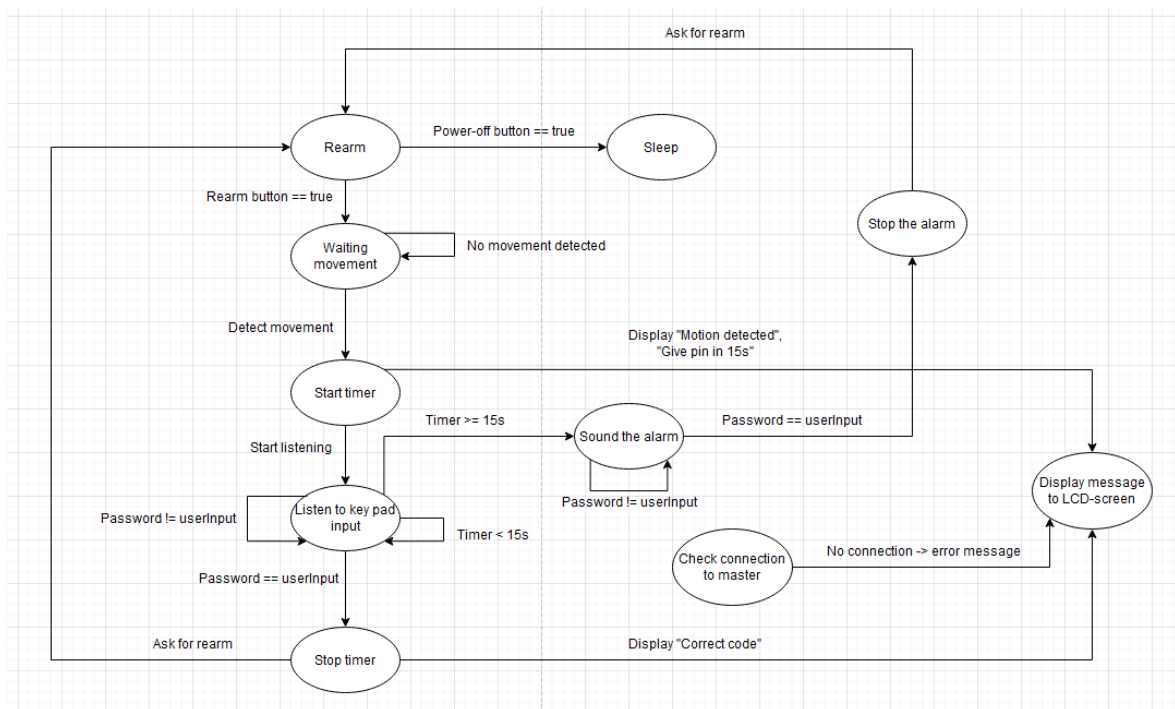 Ask for rearm
Power-off button == true
Rearm
Sleep
Rearm button == true
Stop the alarm
Waiting
movement
No movement detected
Detect movement
Display "Motion detected",
"Give pin in 15s"
Start timer
Timer >= 15s
Password == userInput
Sound the alarm
Start listening
Display message
to LCD-screen
Password != userInput
Listen to key pad
input
Password != userInput
Timer < 15s
No connection -> error message
Check connection
to master
Password == userInput
Ask for rearm
Display "Correct code"
Stop timer